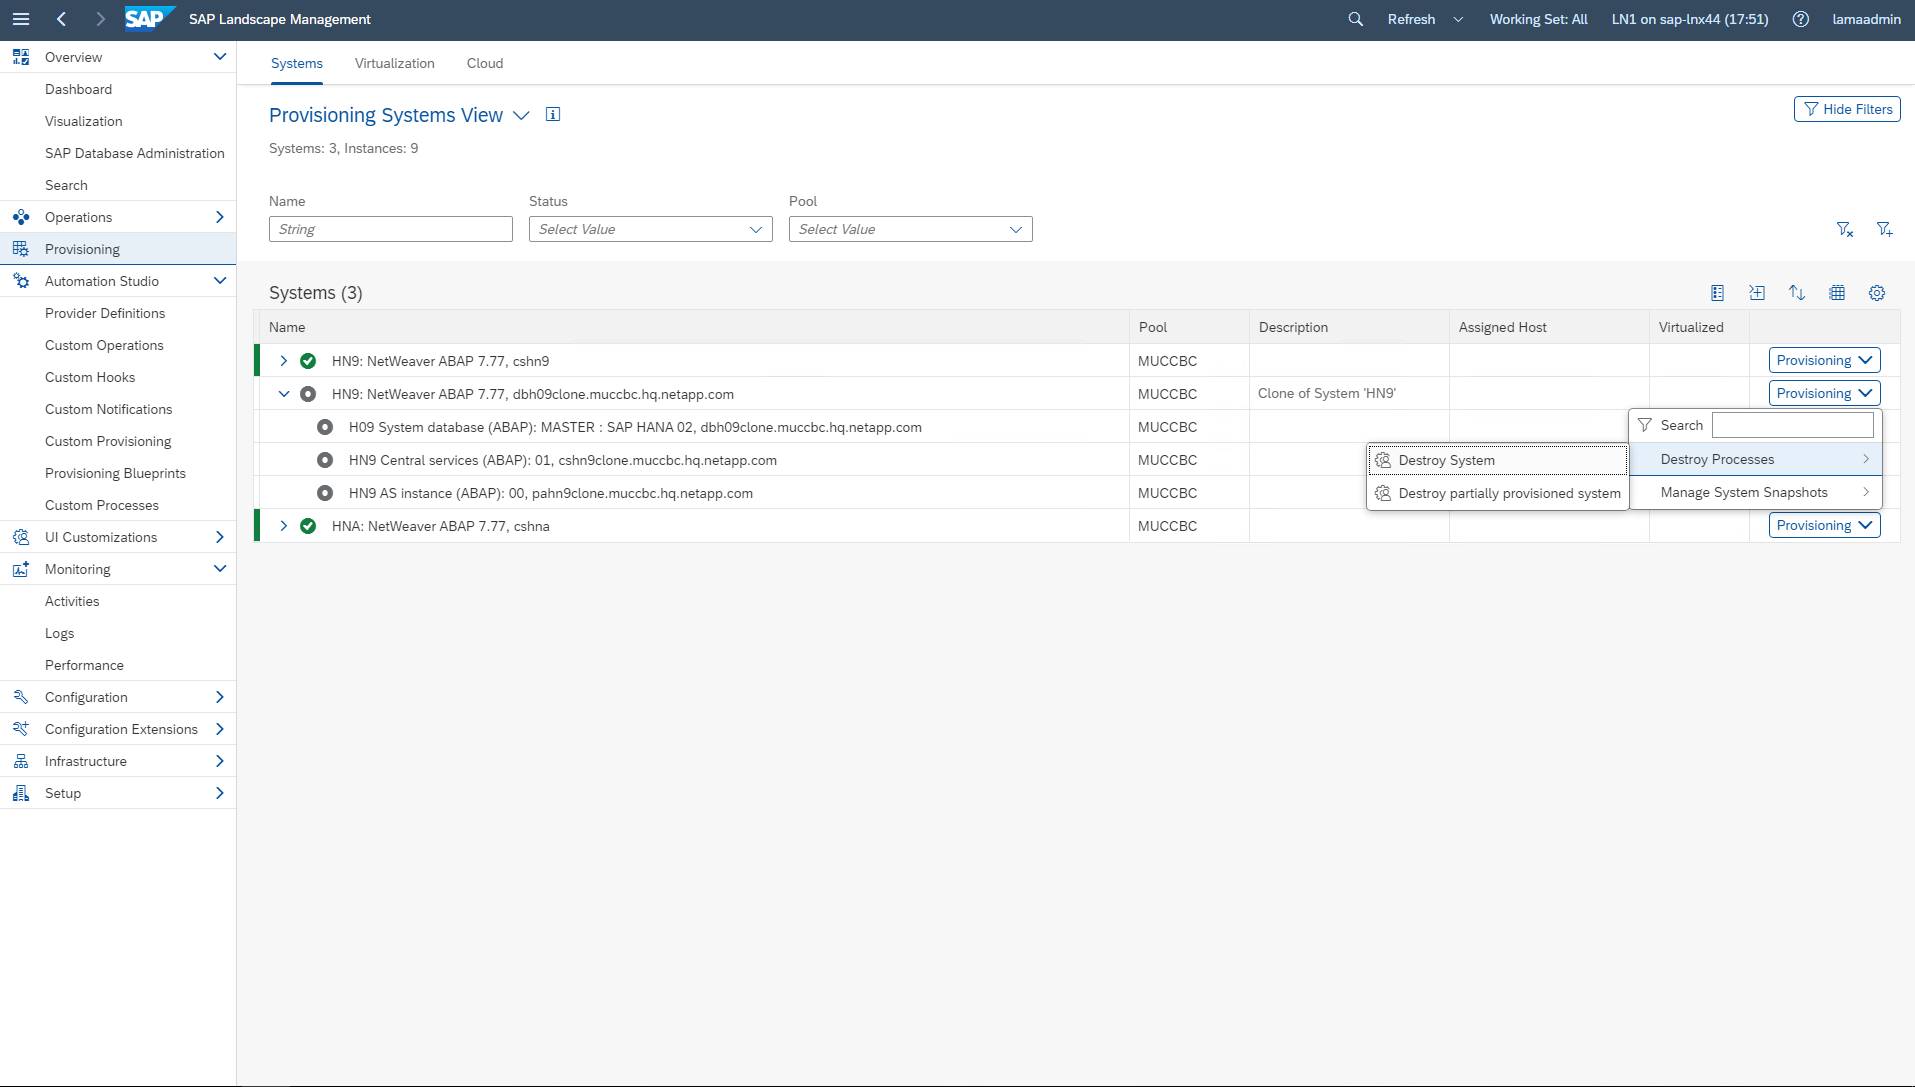 SAP SAP Landscape Management Refresh Working Set: All LN1 on sap-lnx44 (17:51) lamaadmin
Overview
Dashboard
Visualization
SAP Database Administration
Search
Operations
Provisioning
Automation Studio
Provider Definitions
Custom Operations
Custom Hooks
Custom Notifications
Custom Provisioning
Provisioning Blueprints
Custom Processes
UI Customizations
Monitoring
Activities
Logs
Performance
Configuration
Configuration Extensions
Infrastructure
Setup
Systems Virtualization Cloud
Provisioning Systems View
Hide Filters
Systems: 3, Instances: 9
Name Status Pool
String Select Value Select Value
Systems (3)
Name Pool Description Assigned Host Virtualized
HN9: NetWeaver ABAP 7.77, cshn9 MUCCBC Provisioning
HN9: NetWeaver ABAP 7.77, dbh09clone.muccbc.hq.netapp.com MUCCBC Clone of System 'HN9' Provisioning
H09 System database (ABAP): MASTER : SAP HANA 02, dbh09clone.muccbc.hq.netapp.com MUCCBC Search
HN9 Central services (ABAP): 01, cshn9clone.muccbc.hq.netapp.com MUCCBC Destroy System Destroy Processes
HN9 AS instance (ABAP): 00, pahn9clone.muccbc.hq.netapp.com MUCCBC Destroy partially provisioned system Manage System Snapshots
HNA: NetWeaver ABAP 7.77, cshna MUCCBC Provisioning